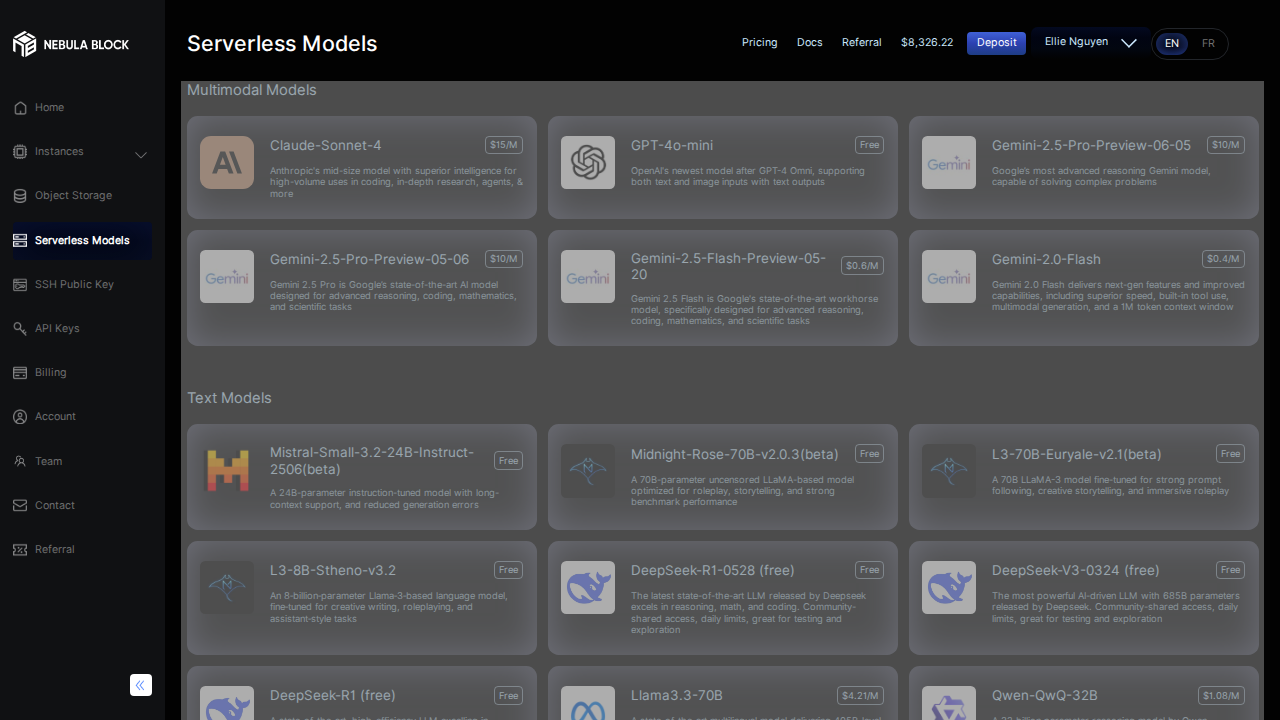 NEBULA BLOCK
Serverless Models
Pricing
Docs
Referral
$8,326.22
Deposit
Ellie Nguyen
EN
FR
Home
Instances
Object Storage
Serverless Models
SSH Public Key
API Keys
Billing
Account
Team
Contact
Referral
Multimodal Models
Claude-Sonnet-4
$15/M
Anthropic's mid-size model with superior intelligence for
high-volume uses in coding, in-depth research, agents, &
more
GPT-4o-mini
Free
OpenAI's newest model after GPT-4 Omni, supporting
both text and image inputs with text outputs
Gemini
Gemini-2.5-Pro-Preview-06-05
$10/M
Google's most advanced reasoning Gemini model,
capable of solving complex problems
Gemini
Gemini-2.5-Pro-Preview-05-06
$10/M
Gemini 2.5 Pro is Google's state-of-the-art AI model
designed for advanced reasoning, coding, mathematics,
and scientific tasks
Gemini
Gemini-2.5-Flash-Preview-05-
20
$0.6/M
Gemini 2.5 Flash is Google's state-of-the-art workhorse
model, specifically designed for advanced reasoning,
coding, mathematics, and scientific tasks
Gemini
Gemini-2.0-Flash
$0.4/M
Gemini 2.0 Flash delivers next-gen features and improved
capabilities, including superior speed, built-in tool use,
multimodal generation, and a 1M token context window
Text Models
Mistral-Small-3.2-24B-Instruct-
2506(beta)
Free
A 24B-parameter instruction-tuned model with long-
context support, and reduced generation errors
Midnight-Rose-70B-v2.0.3(beta)
Free
A 70B-parameter uncensored LLaMA-based model
optimized for roleplay, storytelling, and strong
benchmark performance
L3-70B-Euryale-v2.1(beta)
Free
A 70B LLaMA-3 model fine-tuned for strong prompt
following, creative storytelling, and immersive roleplay
L3-8B-Stheno-v3.2
Free
An 8-billion-parameter Llama-3-based language model,
fine-tuned for creative writing, roleplaying, and
assistant-style tasks
DeepSeek-R1-0528 (free)
Free
The latest state-of-the-art LLM released by Deepseek
excels in reasoning, math, and coding. Community-
shared access, daily limits, great for testing and
exploration
DeepSeek-V3-0324 (free)
Free
The most powerful AI-driven LLM with 685B parameters
released by Deepseek. Community-shared access, daily
limits, great for testing and exploration
DeepSeek-R1 (free)
Free
Llama3.3-70B
$4.21/M
Qwen-QwQ-32B
$1.08/M